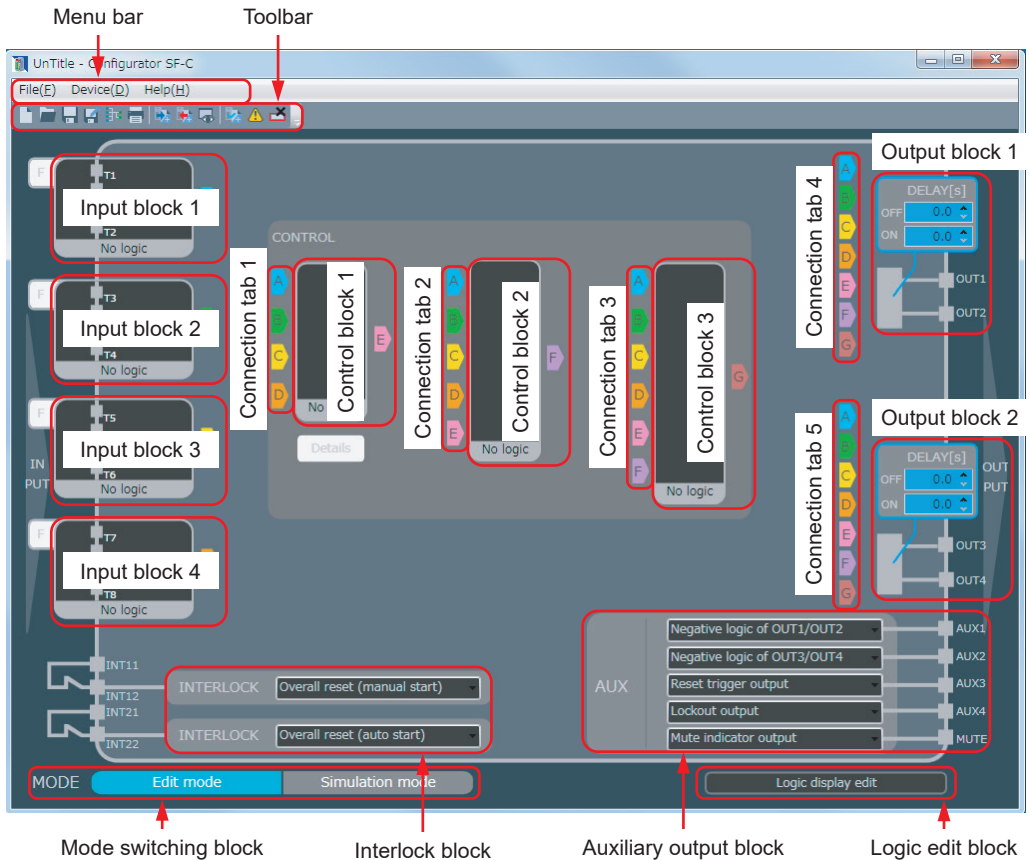 Menu bar
Toolbar
UnTitle - Configurator SF-C
File(F) Device(D) Help(H)
Output block 1
F
T1
Input block 1
T2
No logic
Connection tab 4
A
B
C
D
E
F
G
DELAY[s]
OFF 0.0
ON 0.0
OUT1
OUT2
CONTROL
F
T3
Input block 2
T4
No logic
Connection tab 1
A
B
C
D
Control block 1
No
E
Details
Connection tab 2
A
B
C
D
E
Control block 2
No logic
F
Connection tab 3
A
B
C
D
E
F
Control block 3
No logic
G
F
T5
Input block 3
T6
No logic
IN
PUT
F
T7
Input block 4
T8
No logic
Output block 2
Connection tab 5
A
B
C
D
E
F
G
DELAY[s]
OFF 0.0
ON 0.0
OUT
PUT
OUT3
OUT4
INT11
INT12
INT21
INT22
INTERLOCK Overall reset (manual start)
INTERLOCK Overall reset (auto start)
AUX
Negative logic of OUT1/OUT2 AUX1
Negative logic of OUT3/OUT4 AUX2
Reset trigger output AUX3
Lockout output AUX4
Mute indicator output MUTE
MODE Edit mode Simulation mode
Logic display edit
Mode switching block
Interlock block
Auxiliary output block
Logic edit block